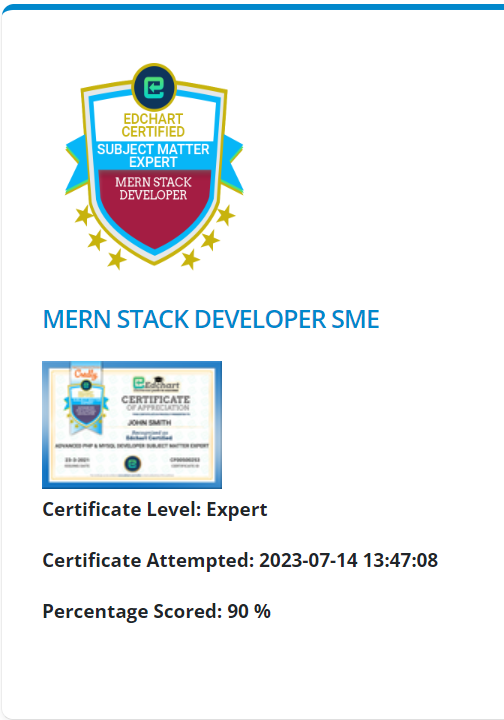 EDCHART
CERTIFIED
SUBJECT MATTER
EXPERT
MERN STACK
DEVELOPER
MERN STACK DEVELOPER SME
Credly
Edchart
CERTIFICATE
OF APPRECIATION
JOHN SMITH
Recognized as
Edchart Certified
ADVANCED PHP & MYSQL DEVELOPER SUBJECT MATTER EXPERT
23-3-2021
Certificate Level: Expert
Certificate Attempted: 2023-07-14 13:47:08
Percentage Scored: 90 %